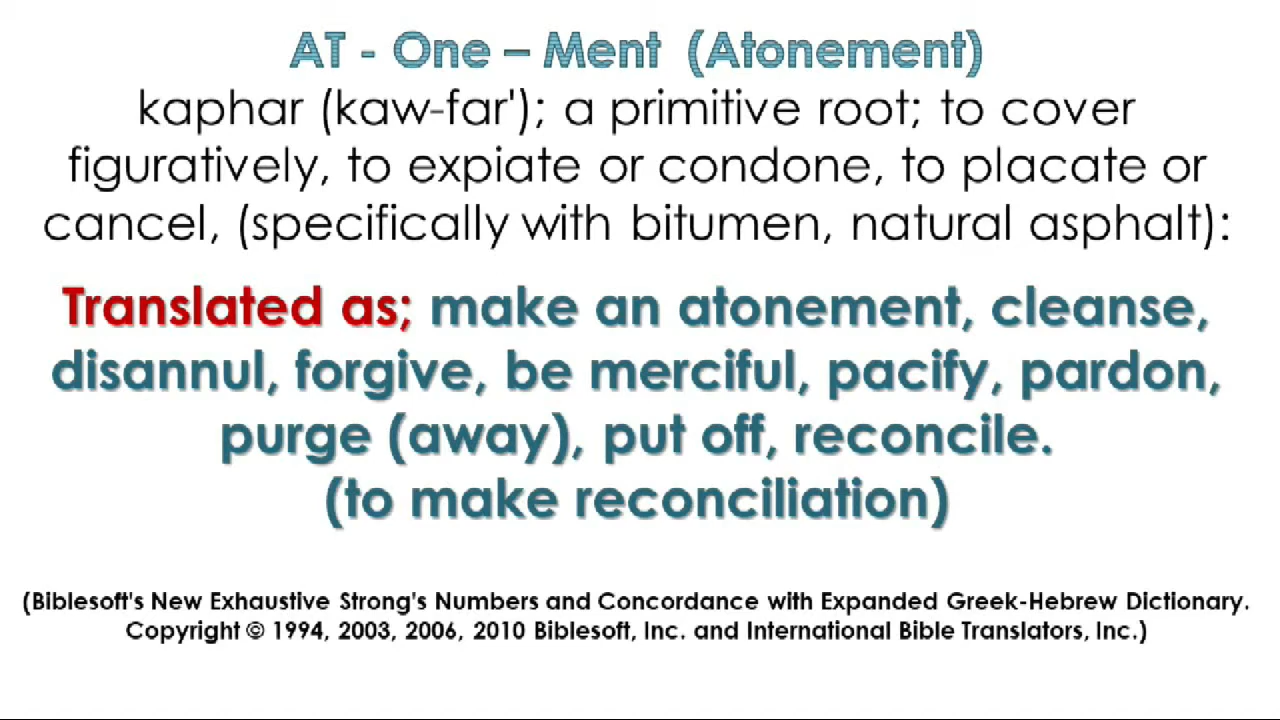 AT - One – Ment (Atonement)
kaphar (kaw-far'); a primitive root; to cover
figuratively, to expiate or condone, to placate or
cancel, (specifically with bitumen, natural asphalt):
Translated as; make an atonement, cleanse,
disannul, forgive, be merciful, pacify, pardon,
purge (away), put off, reconcile.
(to make reconciliation)
(Biblesoft's New Exhaustive Strong's Numbers and Concordance with Expanded Greek-Hebrew Dictionary.
Copyright © 1994, 2003, 2006, 2010 Biblesoft, Inc. and International Bible Translators, Inc.)